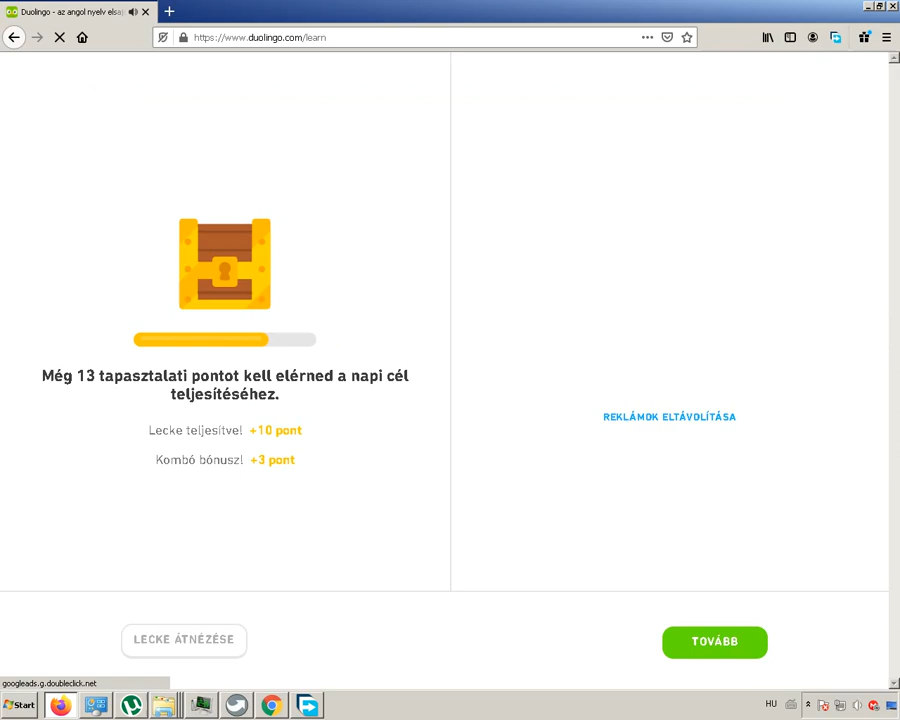 Duolingo - az angol nyelv elsa
https://www.duolingo.com/learn
Még 13 tapasztalati pontot kell elérned a napi cél
teljesítéséhez.
Lecke teljesítve! +10 pont
Kombó bónusz! +3 pont
REKLÁMOK ELTÁVOLÍTÁSA
LECKE ÁTNÉZÉSE
TOVÁBB
googleads.g.doubleclick.net
Start
HU